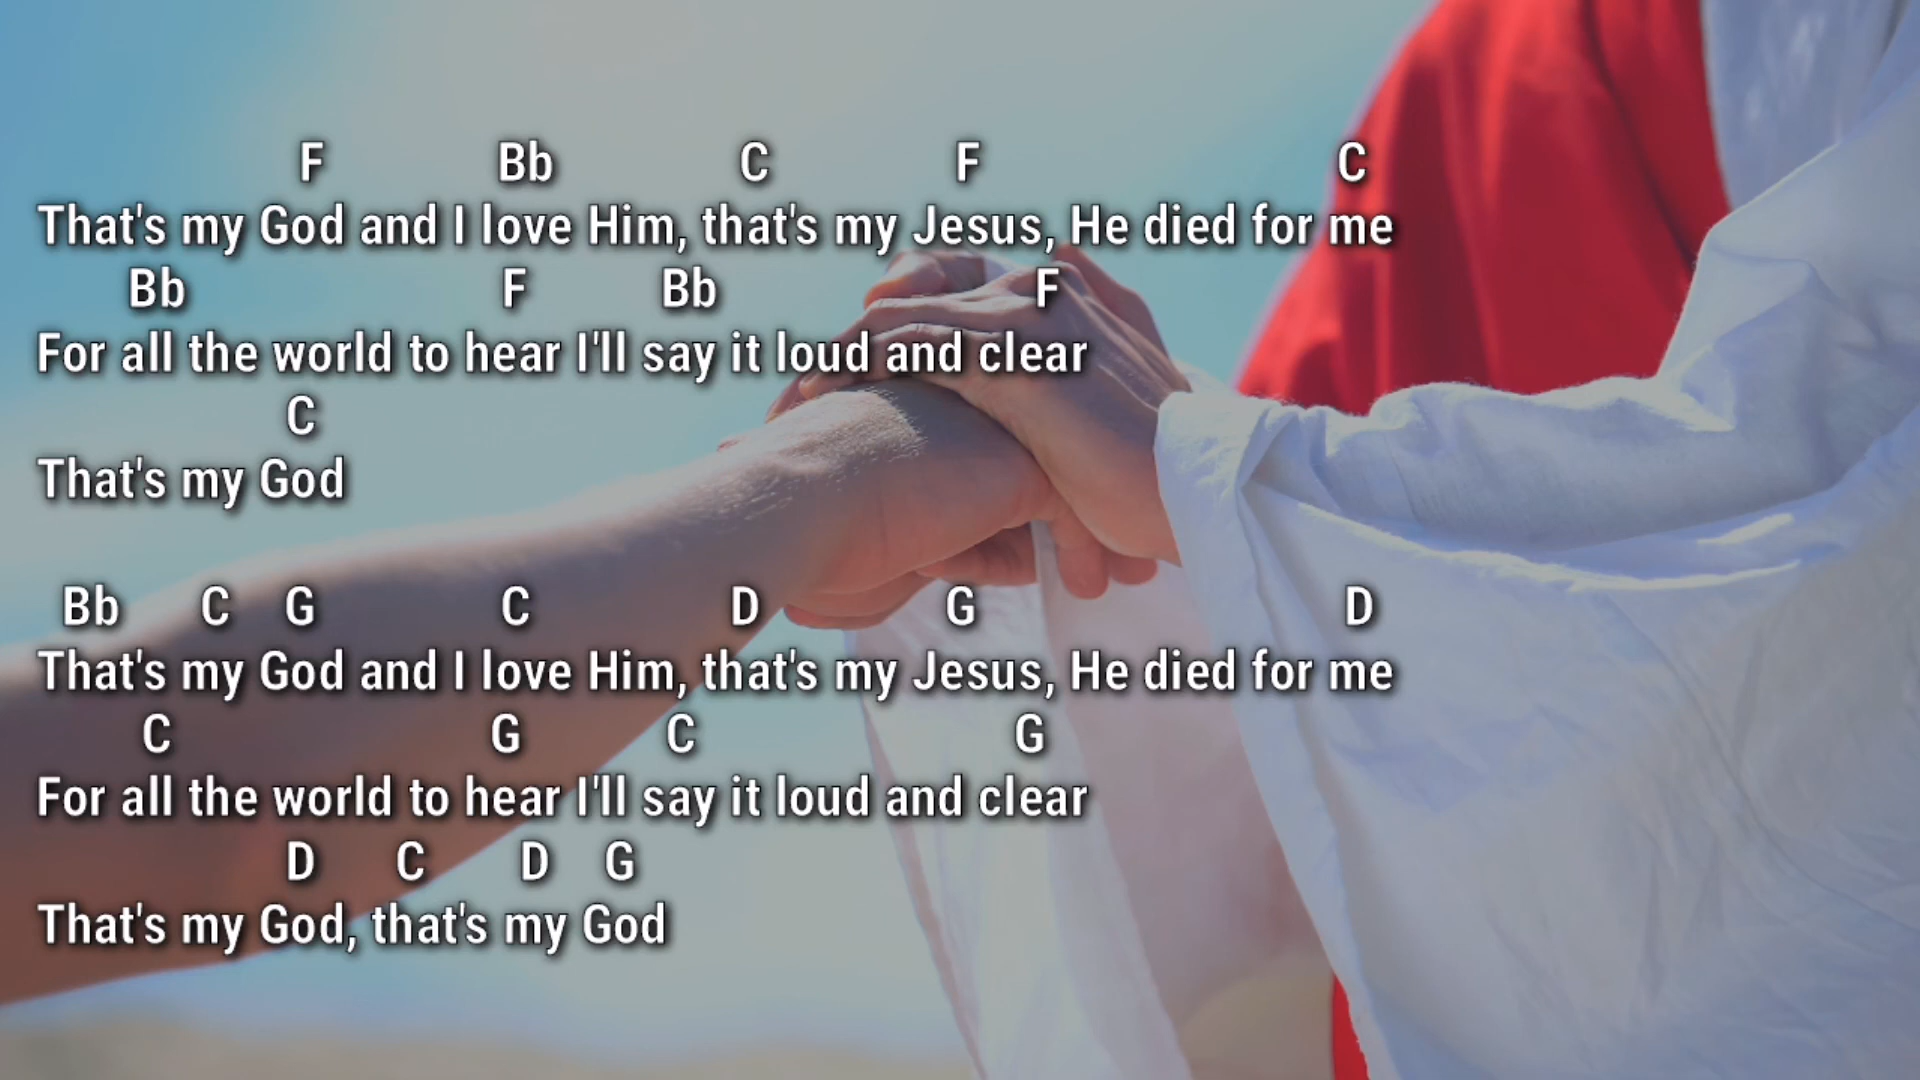 F Bb C F C
That's my God and I love Him, that's my Jesus, He died for me
Bb F Bb F
For all the world to hear I'll say it loud and clear
C
That's my God
Bb C G C D G D
That's my God and I love Him, that's my Jesus, He died for me
C G C G
For all the world to hear I'll say it loud and clear
D C D G
That's my God, that's my God